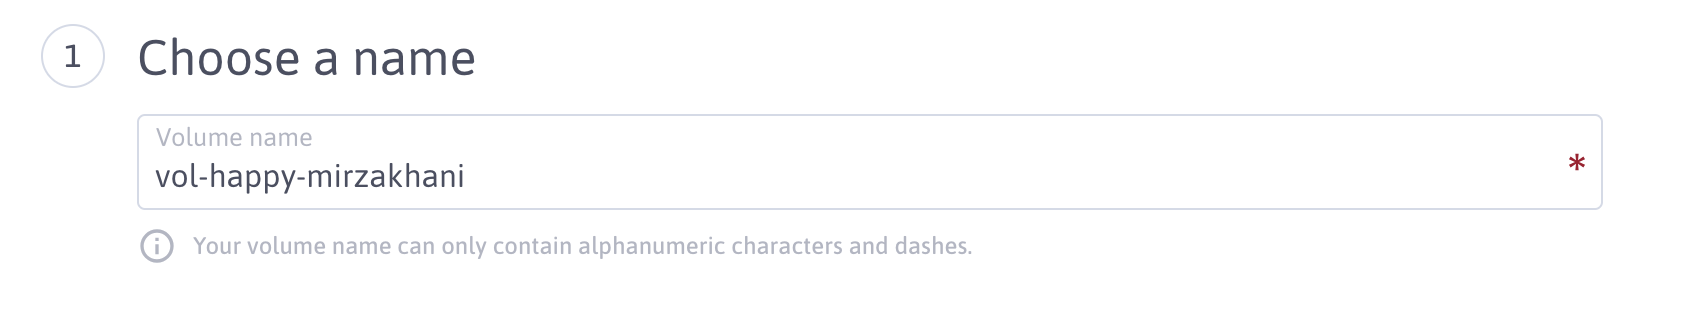 1
Choose a name
Volume name
vol-happy-mirzakhani
*
Your volume name can only contain alphanumeric characters and dashes.